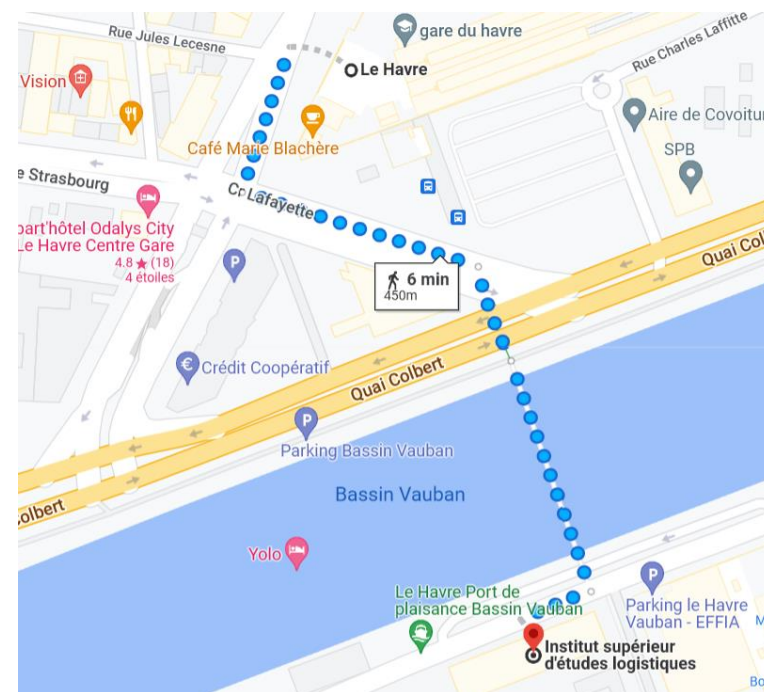 Rue Jules Lecesne
gare du havre
Rue Charles Laffitte
Le Havre
Vision
Aire de Covoitur
Café Marie Blachère
SPB
e Strasbourg
Lafayette
part'hôtel Odalys City
Le Havre Centre Gare
4.8 ★ (18)
4 étoiles
P
Quai Col
6 min
450m
€
Crédit Coopératif
Quai Colbert
P
Parking Bassin Vauban
Bassin Vauban
Colbert
Yolo
P
Le Havre Port de
plaisance Bassin Vauban
Parking le Havre
Vauban - EFFIA
M
Institut supérieur
d'études logistiques
Bo